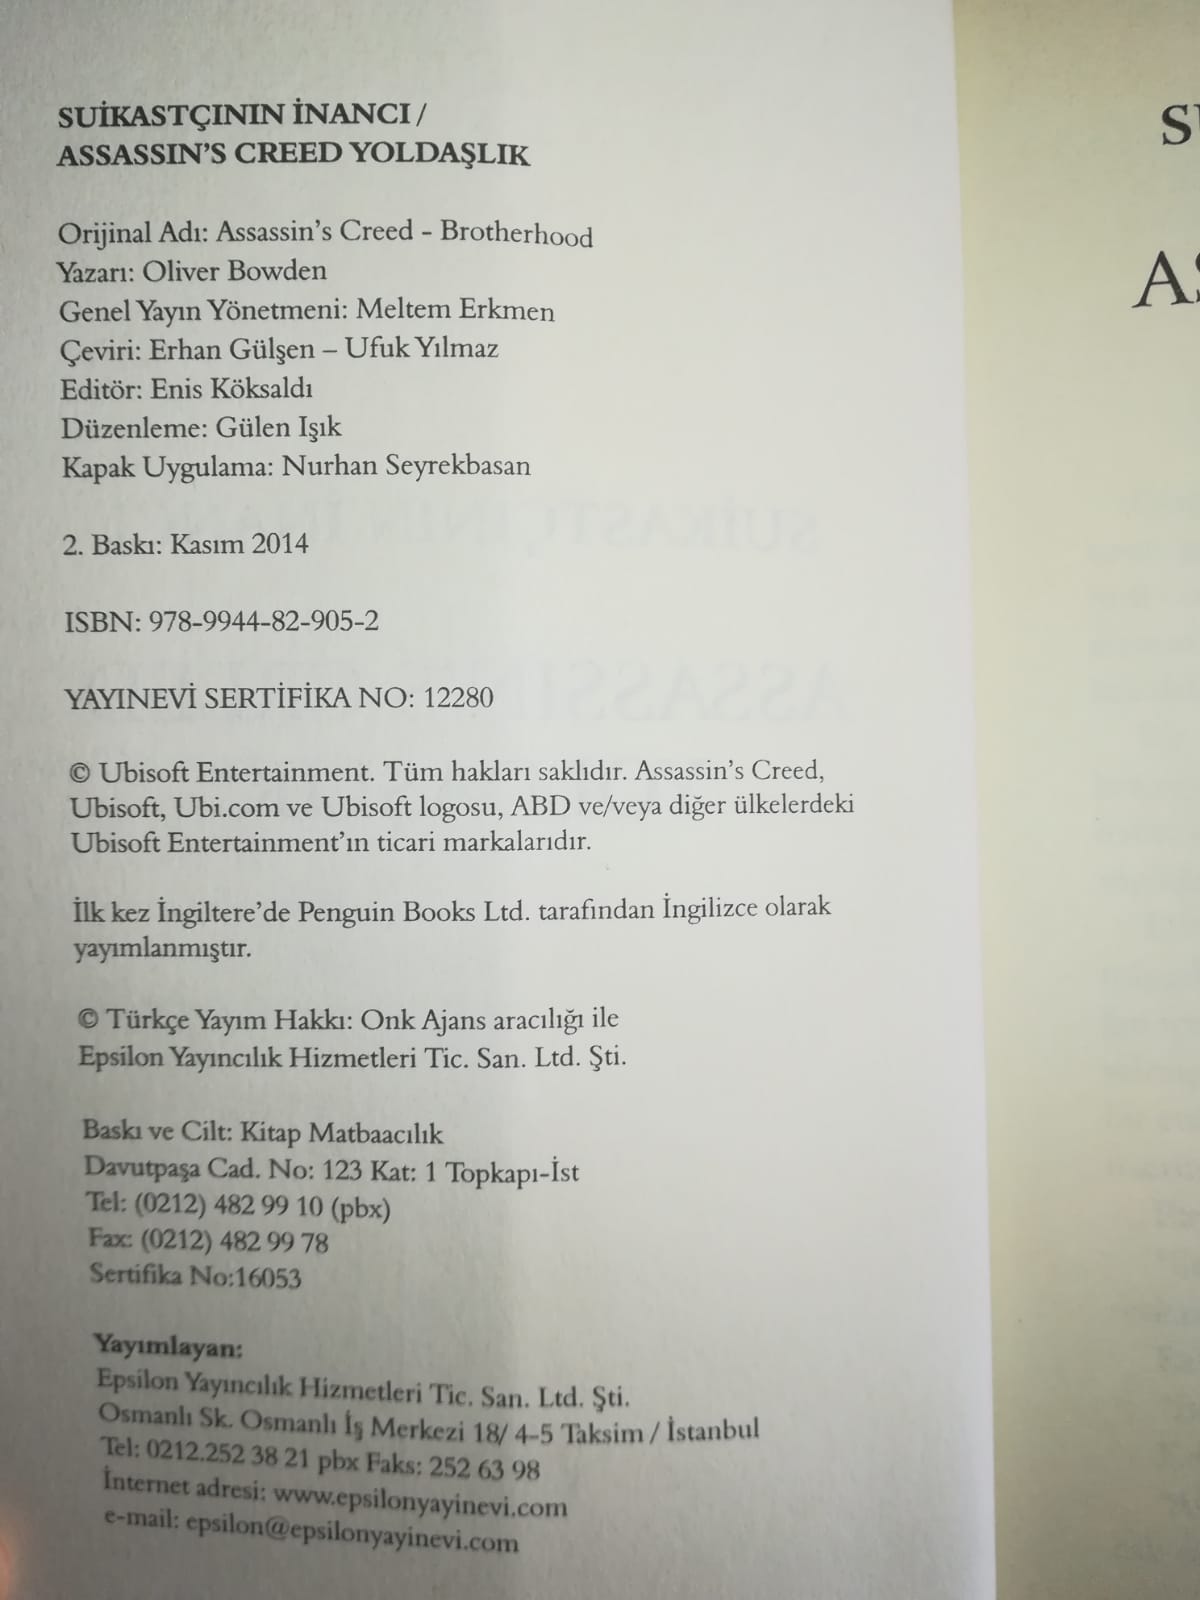 SUİKASTÇININ İNANCI /
ASSASSIN'S CREED YOLDAŞLIK
Orijinal Adı: Assassin's Creed - Brotherhood
Yazarı: Oliver Bowden
Genel Yayın Yönetmeni: Meltem Erkmen
Çeviri: Erhan Gülşen – Ufuk Yılmaz
Editör: Enis Köksaldı
Düzenleme: Gülen Işık
Kapak Uygulama: Nurhan Seyrekbasan
2. Baskı: Kasım 2014
ISBN: 978-9944-82-905-2
YAYINEVİ SERTİFİKA NO: 12280
© Ubisoft Entertainment. Tüm hakları saklıdır. Assassin's Creed,
Ubisoft, Ubi.com ve Ubisoft logosu, ABD ve/veya diğer ülkelerdeki
Ubisoft Entertainment'ın ticari markalarıdır.
İlk kez İngiltere'de Penguin Books Ltd. tarafından İngilizce olarak
yayımlanmıştır.
© Türkçe Yayım Hakkı: Onk Ajans aracılığı ile
Epsilon Yayıncılık Hizmetleri Tic. San. Ltd. Şti.
Baskı ve Cilt: Kitap Matbaacılık
Davutpaşa Cad. No: 123 Kat: 1 Topkapı-İst
Tel: (0212) 482 99 10 (pbx)
Fax: (0212) 482 99 78
Sertifika No:16053
Yayımlayan:
Epsilon Yayıncılık Hizmetleri Tic. San. Ltd. Şti.
Osmanlı Sk. Osmanlı İş Merkezi 18/ 4-5 Taksim / İstanbul
Tel: 0212.252 38 21 pbx Faks: 252 63 98
İnternet adresi: www.epsilonyayinevi.com
e-mail: epsilon@epsilonyayinevi.com